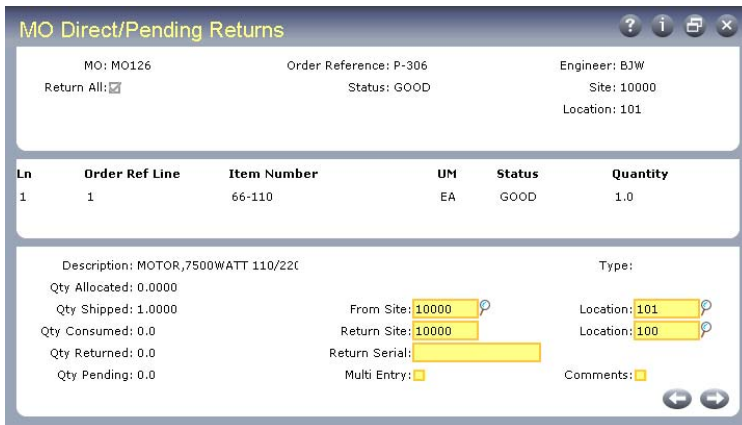 MO Direct/Pending Returns
MO: MO126 Order Reference: P-306 Engineer: BJW
Return All: Status: GOOD Site: 10000
Location: 101
Ln Order Ref Line Item Number UM Status Quantity
1 1 66-110 EA GOOD 1.0
Description: MOTOR,7500WATT 110/220 Type:
Qty Allocated: 0.0000
Qty Shipped: 1.0000 From Site: 10000 Location: 101
Qty Consumed: 0.0 Return Site: 10000 Location: 100
Qty Returned: 0.0 Return Serial:
Qty Pending: 0.0 Multi Entry: Comments: